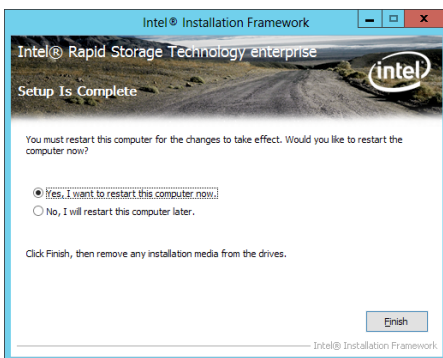 Intel® Installation Framework
Intel® Rapid Storage Technology enterprise
intel
Setup Is Complete
You must restart this computer for the changes to take effect. Would you like to restart the
computer now?
Yes, I want to restart this computer now.
No, I will restart this computer later.
Click Finish, then remove any installation media from the drives.
Finish
Intel® Installation Framework